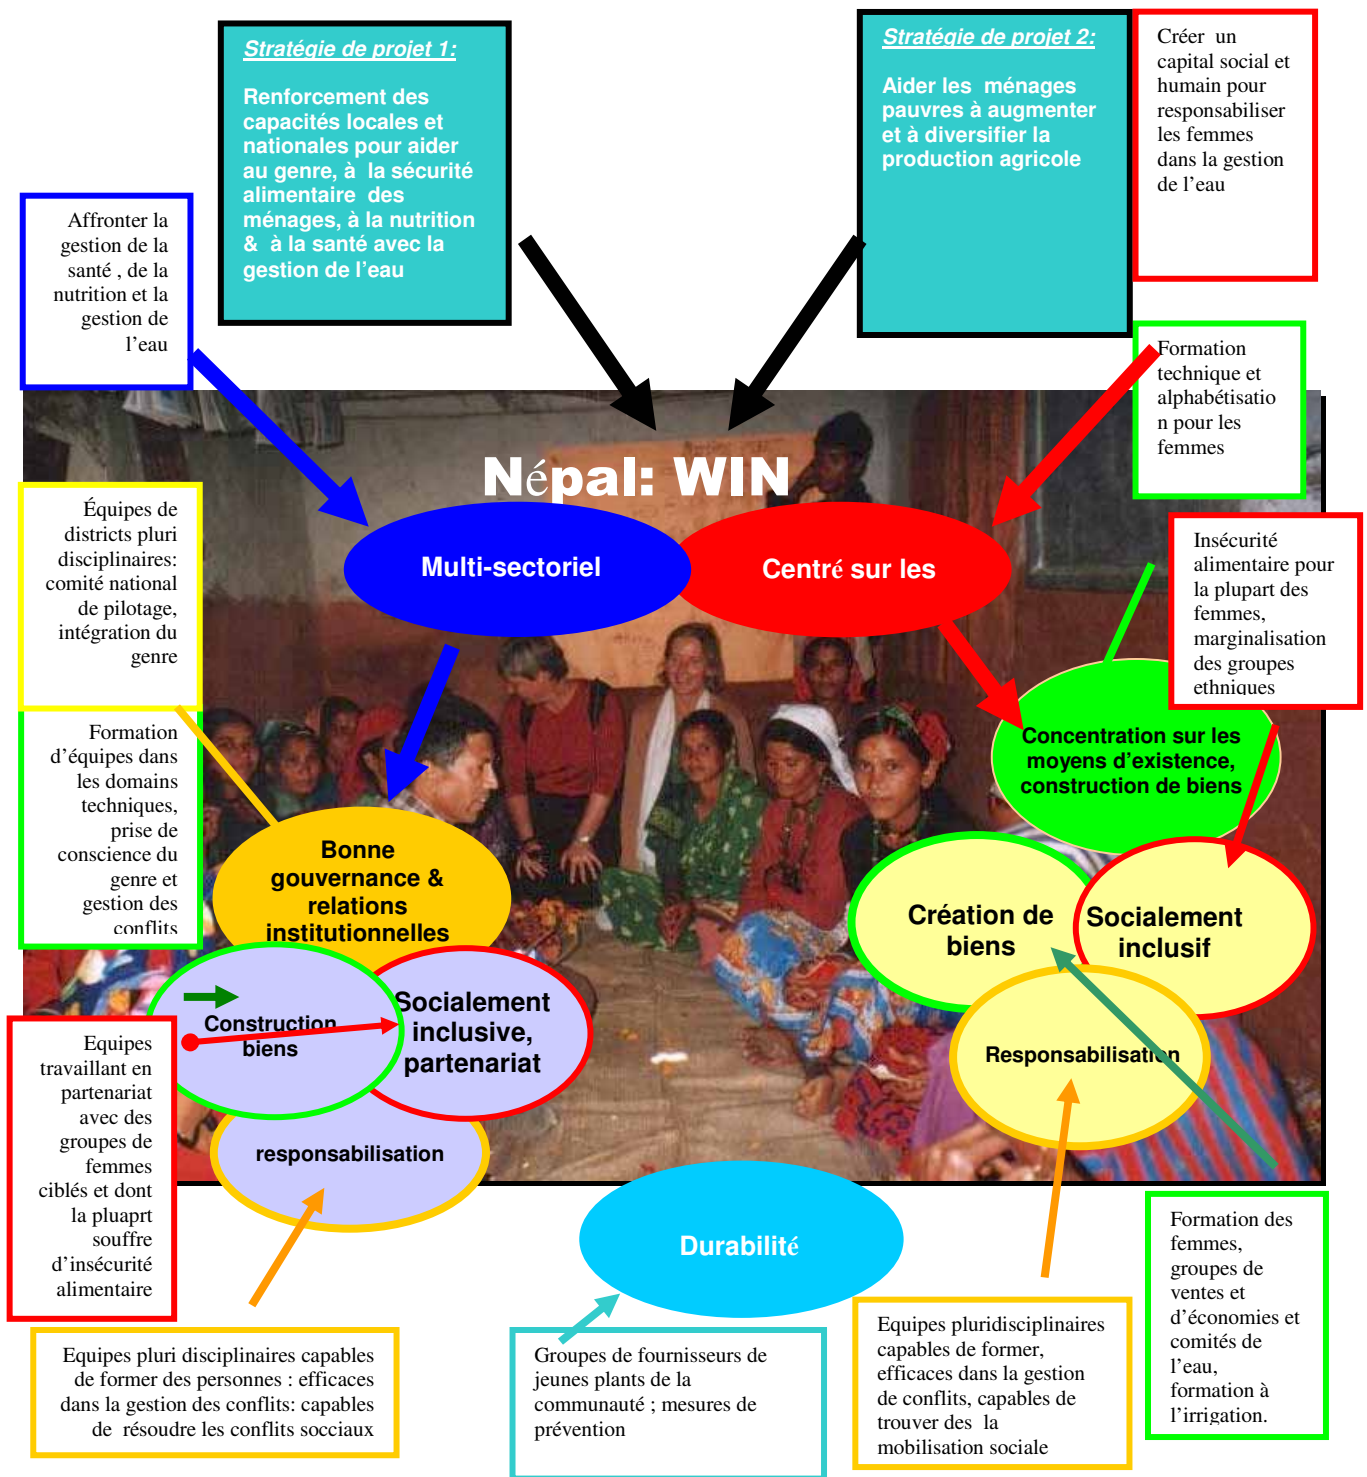 Stratégie de projet 1:
Renforcement des
capacités locales et
nationales pour aider
au genre, à la sécurité
alimentaire des
ménages, à la nutrition
& à la santé avec la
gestion de l'eau
Stratégie de projet 2:
Aider les ménages
pauvres à augmenter
et à diversifier la
production agricole
Créer un
capital social et
humain pour
responsabiliser
les femmes
dans la gestion
de l'eau
Affronter la
gestion de la
santé , de la
nutrition et la
gestion de
l'eau
Formation
technique et
alphabétisatio
n pour les
femmes
Népal: WIN
Multi-sectoriel
Centré sur les
Équipes de
districts pluri
disciplinaires:
comité national
de pilotage,
intégration du
genre
Insécurité
alimentaire pour
la plupart des
femmes,
marginalisation
des groupes
ethniques
Formation
d'équipes dans
les domains
techniques,
prise de
conscience du
genre et
gestion des
conflits
Concentration sur les
moyens d'existence,
construction de biens
Bonne
gouvernance &
relations
institutionnelles
Création de
biens
Socialement
inclusif
Construction
biens
Socialement
inclusive,
partenariat
Responsabilisation
responsabilisation
Equipes
travaillant en
partenariat
avec des
groupes de
femmes
ciblés et dont
la pluaprt
souffre
d'insécurité
alimentaire
Durabilité
Formation des
femmes,
groupes de
ventes et
d'économies et
comités de
l'eau,
formation à
l'irrigation.
Equipes pluri disciplinaires capables
de former des personnes : efficaces
dans la gestion des conflits: capables
de résoudre les conflits socciaux
Groupes de fournisseurs de
jeunes plants de la
communauté ; mesures de
prévention
Equipes pluridisciplinaires
capables de former,
efficaces dans la gestion
de conflits, capables de
trouver des la
mobilisation sociale